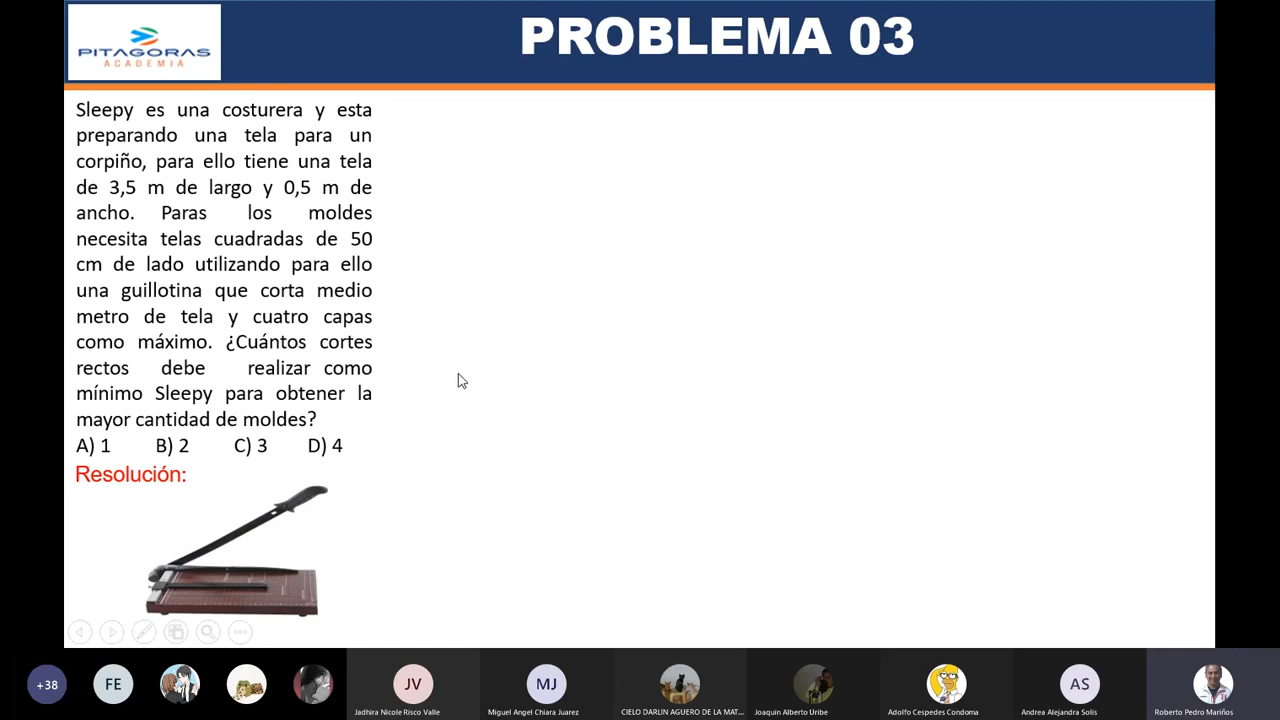 PITAGORAS
ACADEMIA
PROBLEMA 03
Sleepy es una costurera y esta
preparando una tela para un
corpiño, para ello tiene una tela
de 3,5 m de largo y 0,5 m de
ancho. Paras los moldes
necesita telas cuadradas de 50
cm de lado utilizando para ello
una guillotina que corta medio
metro de tela y cuatro capas
como máximo. ¿Cuántos cortes
rectos debe realizar como
mínimo Sleepy para obtener la
mayor cantidad de moldes?
A) 1 B) 2 C) 3 D) 4
Resolución:
+38
FE
JV
MJ
AS
Jadhira Nicole Risco Valle
Miguel Angel Chiara Juarez
CIELO DARLIN AGUERO DE LA MAT...
Joaquin Alberto Uribe
Adolfo Cespedes Condoma
Andrea Alejandra Solis
Roberto Pedro Mariños